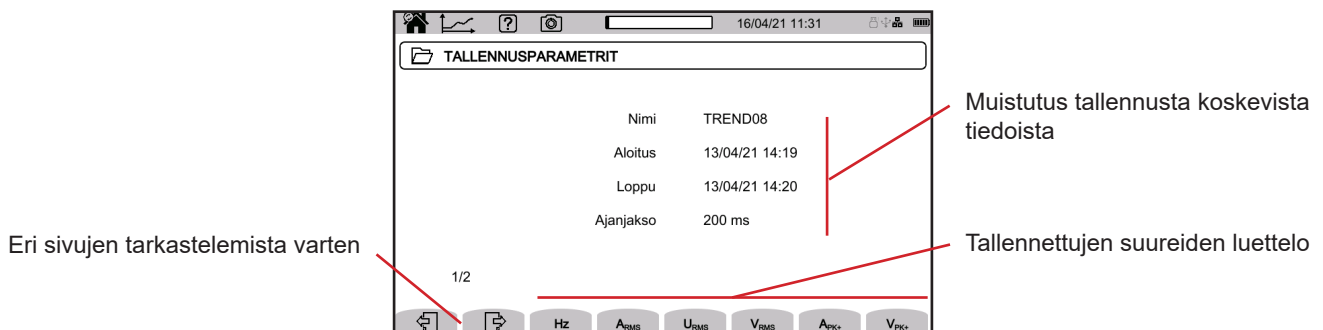 16/04/21 11:31
TALLENNUSPARAMETRIT
Nimi TREND08
Aloitus 13/04/21 14:19
Loppu 13/04/21 14:20
Ajanjakso 200 ms
Muistutus tallennusta koskevista
tiedoista
Eri sivujen tarkastelemista varten
Tallennettujen suureiden luettelo
1/2
Hz ARMS URMS VRMS APK+ VPK+